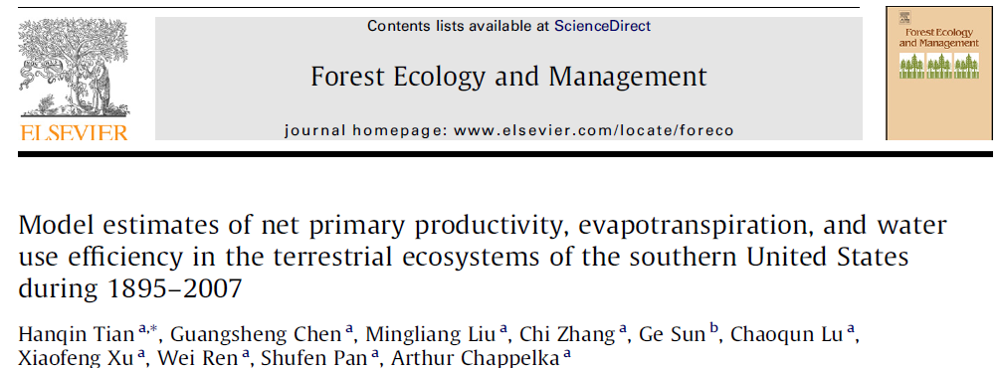 Contents lists available at ScienceDirect
Forest Ecology and Management
journal homepage: www.elsevier.com/locate/foreco
ELSEVIER
Forest Ecology
and Management
Model estimates of net primary productivity, evapotranspiration, and water
use efficiency in the terrestrial ecosystems of the southern United States
during 1895–2007
Hanqin Tian a,*, Guangsheng Chen a, Mingliang Liu a, Chi Zhang a, Ge Sun b, Chaoqun Lu a,
Xiaofeng Xu a, Wei Ren a, Shufen Pan a, Arthur Chappelka a